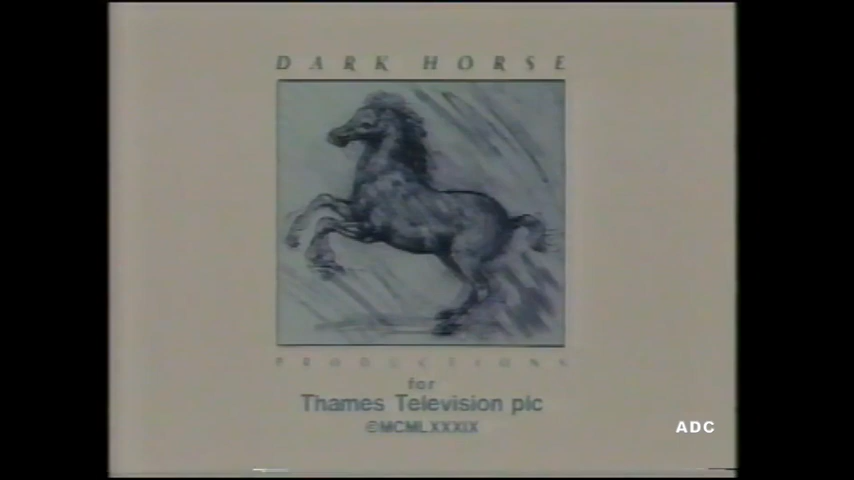 DARK HORSE
PRODUCTIONS
for
Thames Television plc
©MCMLXXXIX
ADC